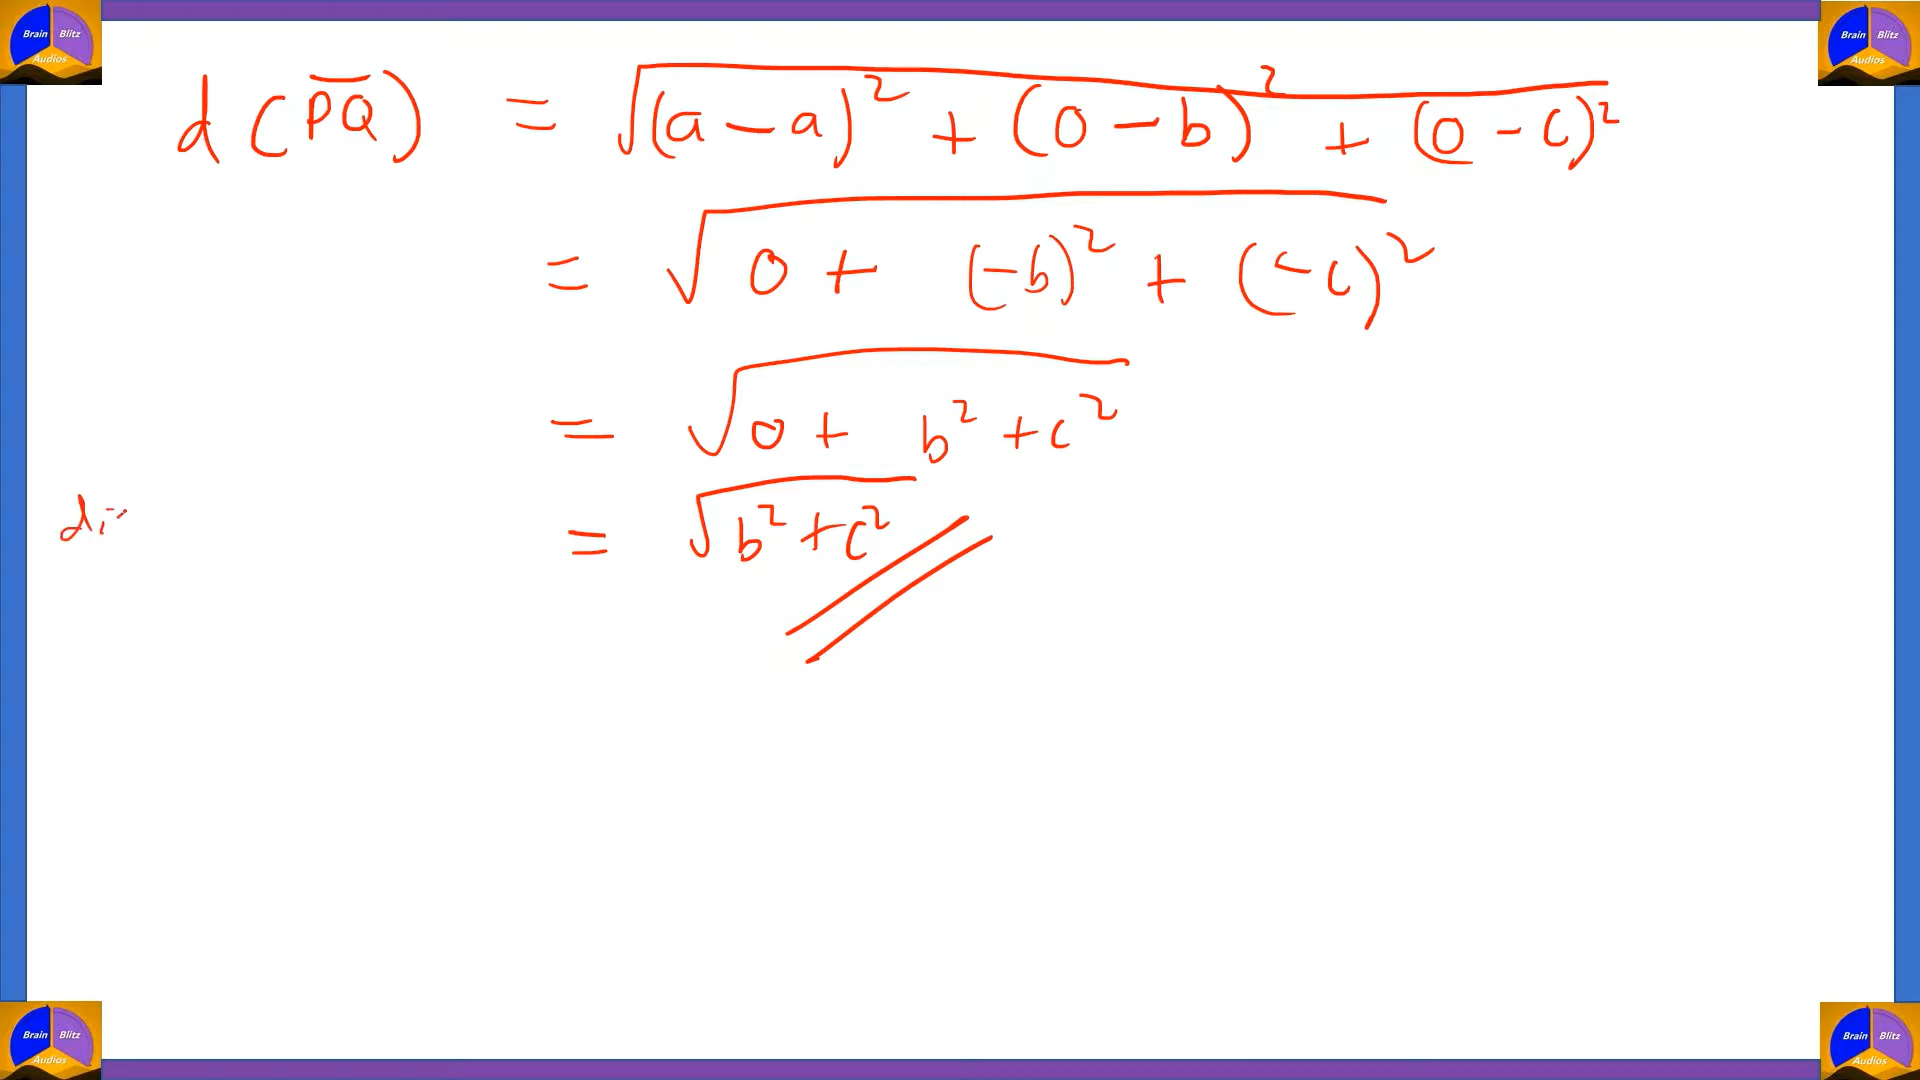 Brain Blitz Audios
Brain Blitz Audios
d(P̅Q̅) = √((a-a)² + (0-b)² + (0-c)²)
= √(0 + (-b)² + (-c)²)
= √(0 + b² + c²)
= √(b² + c²)
Brain Blitz Audios
Brain Blitz Audios